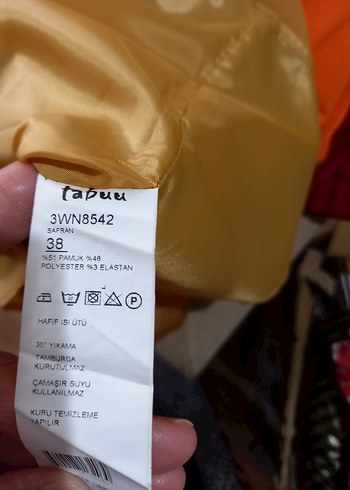 tabuu
3WN8542
SAFRAN
38
%51 PAMUK %46
POLYESTER %3 ELASTAN
P
HAFİF ISI ÜTÜ
30° YIKAMA
TAMBURDA
KURUTULMAZ
ÇAMAŞIR SUYU
KULLANILMAZ
KURU TEMİZLEME
YAPILIR